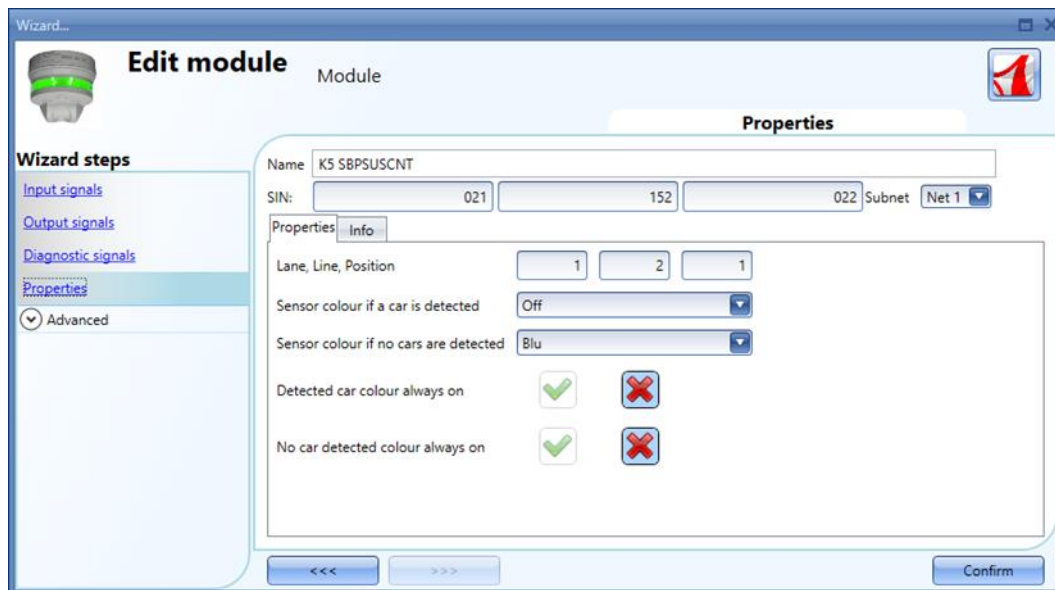 Wizard...
Edit module
Module
Properties
Wizard steps
Input signals
Output signals
Diagnostic signals
Properties
Advanced
Name K5 SBPSUSCNT
SIN: 021 152 022 Subnet Net 1
Properties Info
Lane, Line, Position 1 2 1
Sensor colour if a car is detected Off
Sensor colour if no cars are detected Blu
Detected car colour always on
No car detected colour always on
<<< >>> Confirm